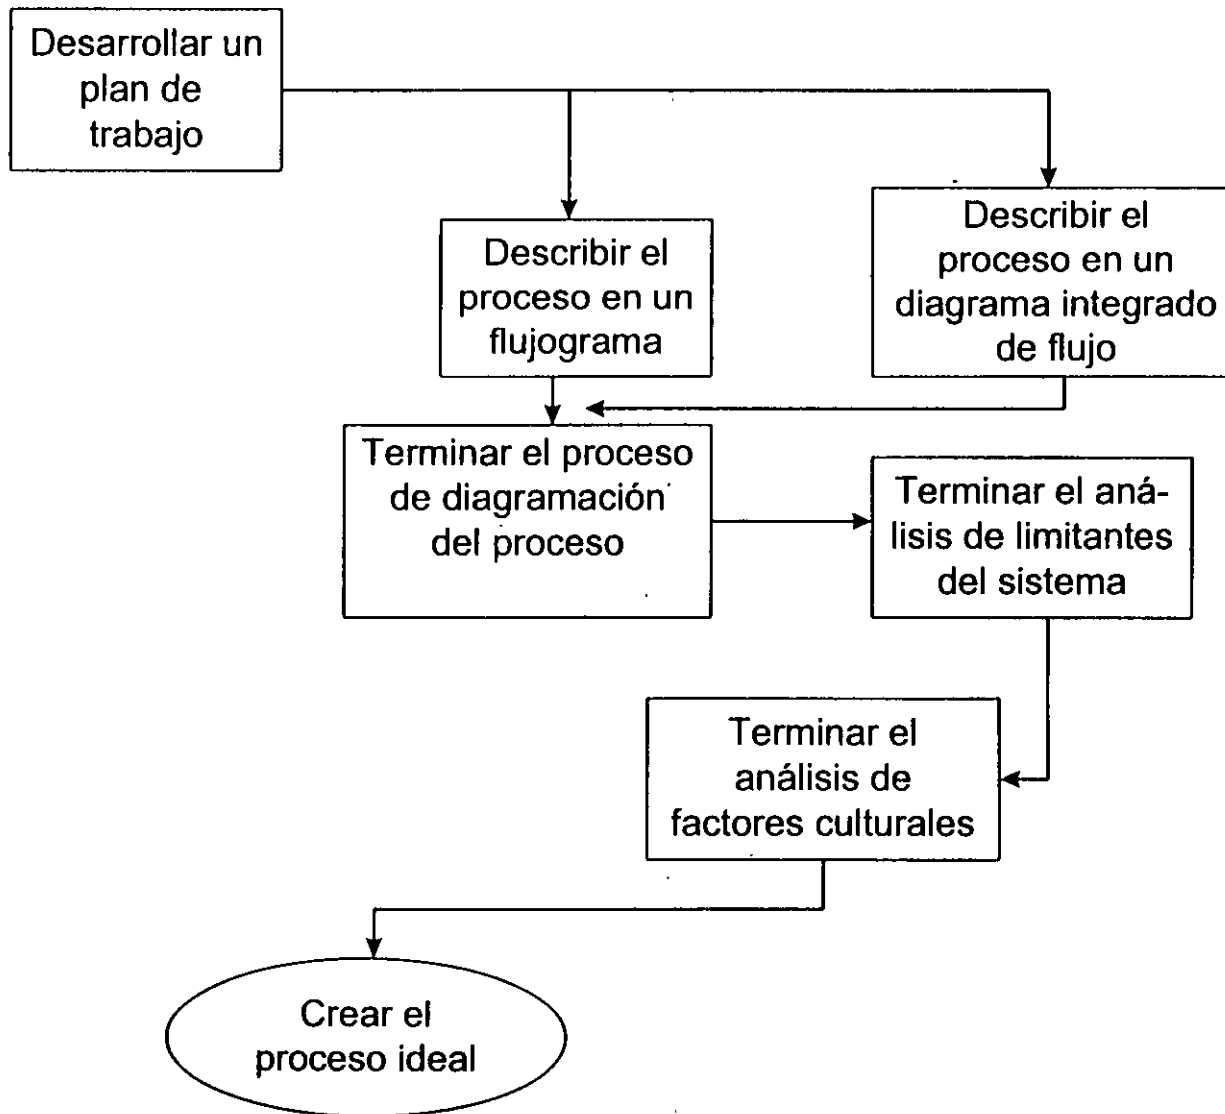 Desarrollar un
plan de
trabajo
Describir el
proceso en un
flujograma
Describir el
proceso en un
diagrama integrado
de flujo
Terminar el proceso
de diagramación
del proceso
Terminar el aná-
lisis de limitantes
del sistema
Terminar el
análisis de
factores culturales
Crear el
proceso ideal